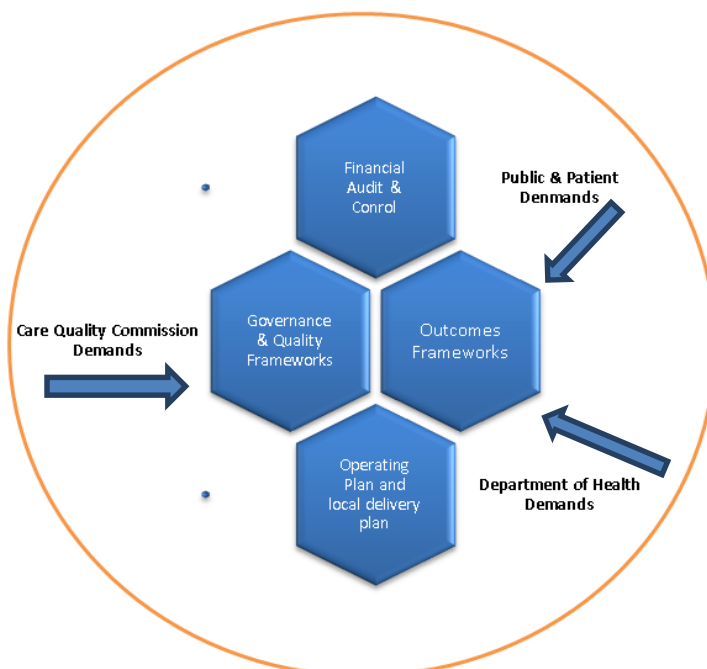 Financial
Audit &
Conrol
Public & Patient
Denmands
Governance
& Quality
Frameworks
Outcomes
Frameworks
Care Quality Commission
Demands
Operating
Plan and
local delivery
plan
Department of Health
Demands